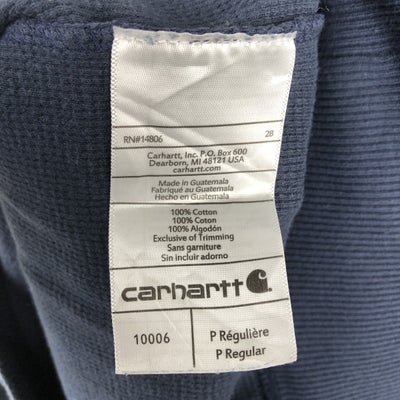 RN#14806 28
Carhartt, Inc. P.O. Box 600
Dearborn, MI 48121 USA
carhartt.com
Made in Guatemala
Fabriqué au Guatemala
Hecho en Guatemala
100% Cotton
100% Coton
100% Algodón
Exclusive of Trimming
Sans garniture
Sin incluir adorno
carhartt
10006
P Régulière
P Regular